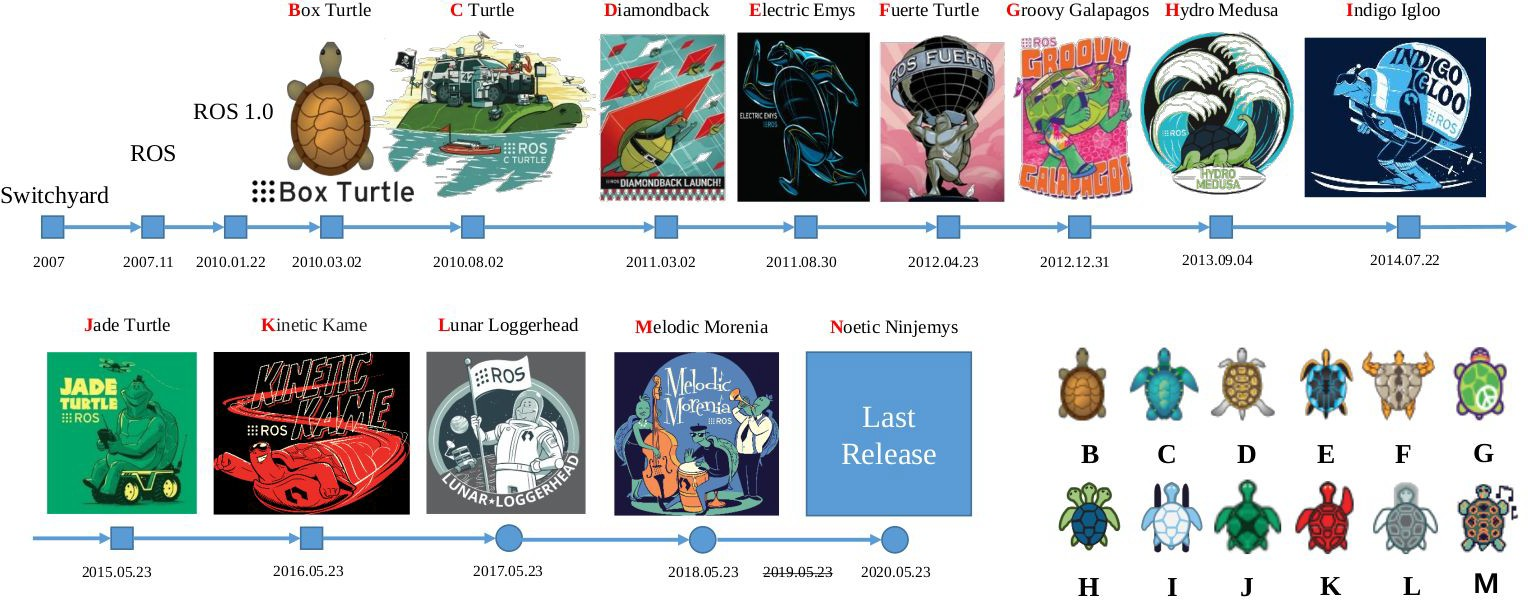 Box Turtle
C Turtle
Diamondback
Electric Emys
Fuerte Turtle
Groovy Galapagos
Hydro Medusa
Indigo Igloo
ROS 1.0
ROS
Switchyard
Box Turtle
42
ROS
C TURTLE
ROS
DIAMONDBACK LAUNCH!
ELECTRIC EMYS
ROS
ROS FUERTE
ROS
GROOVY
GALAPAGOS
ROS
HYDRO
MEDUSA
INDIGO
IGLOO
ROS
2007
2007.11
2010.01.22
2010.03.02
2010.08.02
2011.03.02
2011.08.30
2012.04.23
2012.12.31
2013.09.04
2014.07.22
Jade Turtle
Kinetic Kame
Lunar Loggerhead
Melodic Morenia
Noetic Ninjemys
JADE
TURTLE
ROS
KINETIC
KAME
ROS
ROS
LUNAR★LOGGERHEAD
Melodic
Morenia
ROS
Last
Release
2015.05.23
2016.05.23
2017.05.23
2018.05.23
2019.05.23
2020.05.23
B
C
D
E
F
G
H
I
J
K
L
M